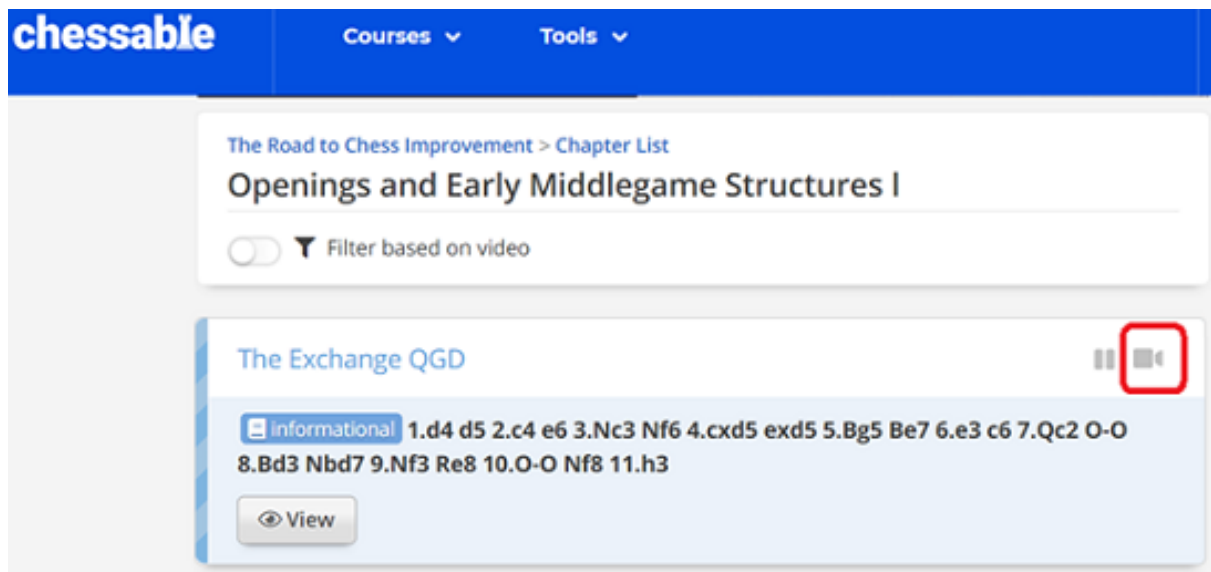 chessable
Courses
Tools
The Road to Chess Improvement > Chapter List
Openings and Early Middlegame Structures I
Filter based on video
The Exchange QGD
informational 1.d4 d5 2.c4 e6 3.Nc3 Nf6 4.cxd5 exd5 5.Bg5 Be7 6.e3 c6 7.Qc2 O-O
8.Bd3 Nbd7 9.Nf3 Re8 10.O-O Nf8 11.h3
View